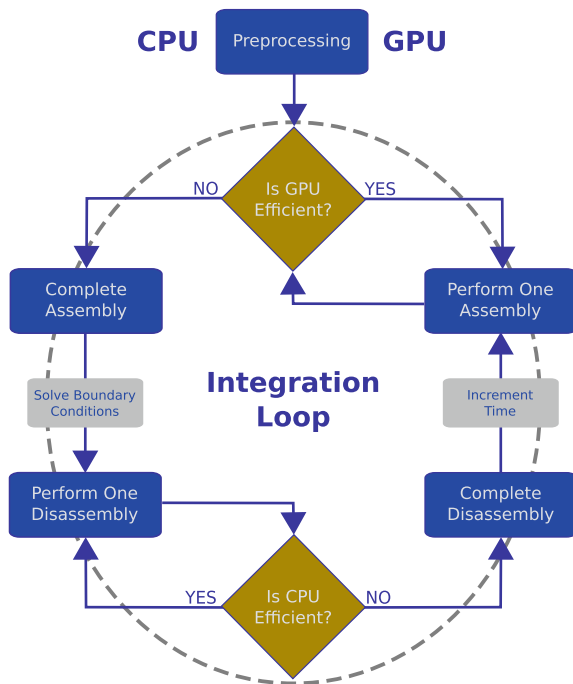 CPU
Preprocessing
GPU
Is GPU
Efficient?
NO
YES
Complete
Assembly
Perform One
Assembly
Solve Boundary
Conditions
Integration
Loop
Increment
Time
Perform One
Disassembly
Complete
Disassembly
Is CPU
Efficient?
YES
NO